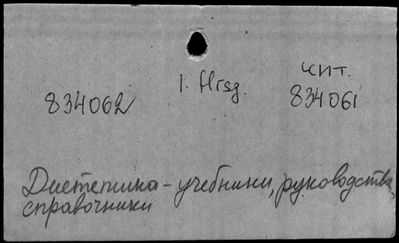 чит.
1. Hrsg.
834062 834061
Диететика - учебники, руководства,
справочники